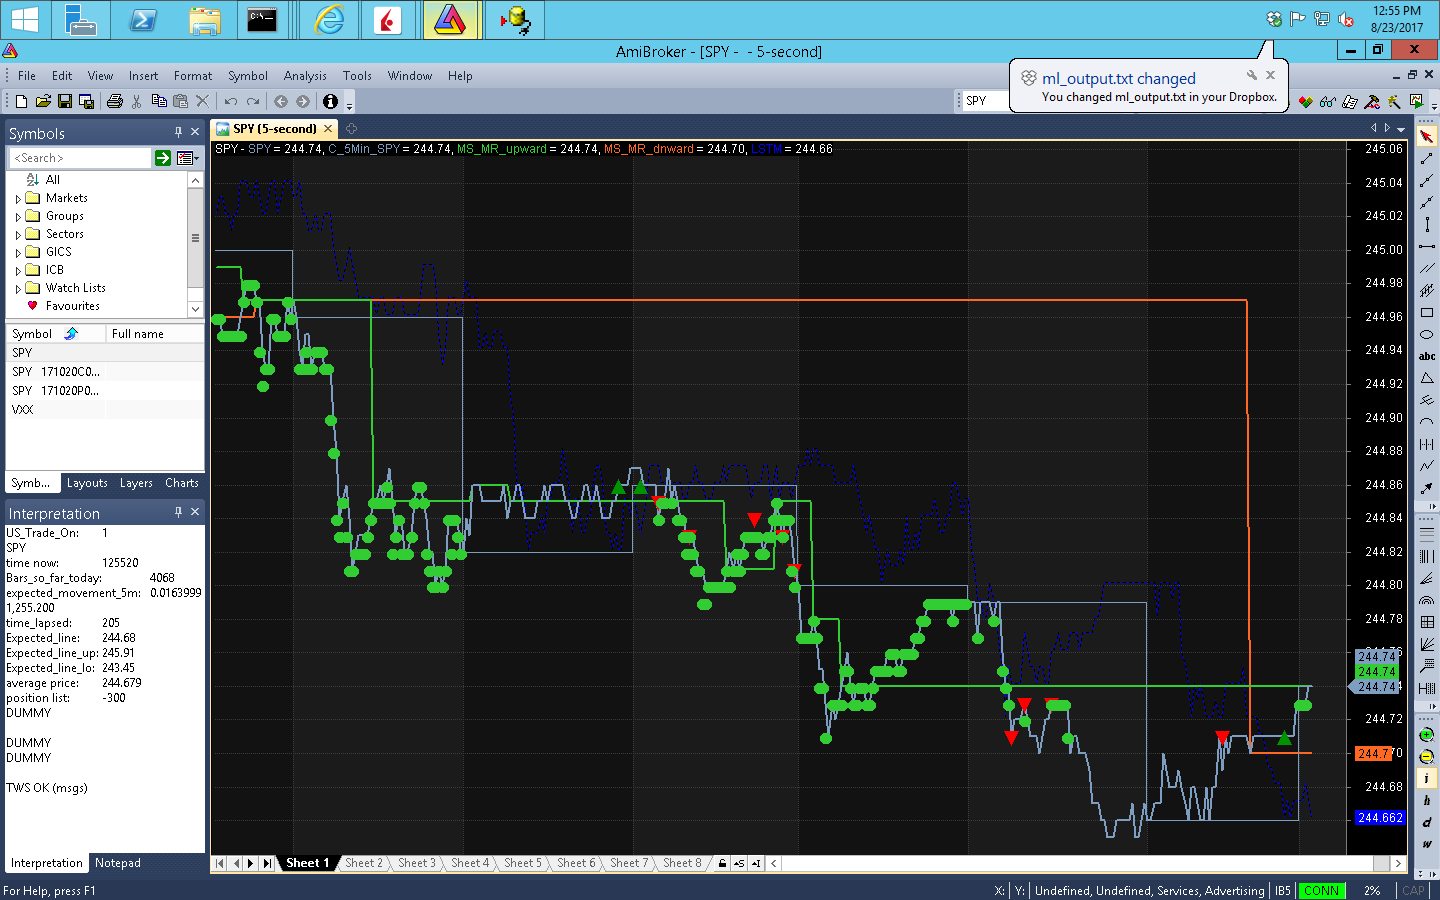 12:55 PM
8/23/2017
AmiBroker - [SPY - - 5-second]
ml_output.txt changed
You changed ml_output.txt in your Dropbox.
File Edit View Insert Format Symbol Analysis Tools Window Help
SPY
Symbols
<Search>
All
Markets
Groups
Sectors
GICS
ICB
Watch Lists
Favourites
Symbol Full name
SPY
SPY 171020C0...
SPY 171020P0...
VXX
Symb... Layouts Layers Charts
Interpretation
US_Trade_On: 1
SPY
time now: 125520
Bars_so_far_today: 4068
expected_movement_5m: 0.0163999
1,255.200
time_lapsed: 205
Expected_line: 244.68
Expected_line_up: 245.91
Expected_line_lo: 243.45
average price: 244.679
position list: -300
DUMMY
DUMMY
DUMMY
TWS OK (msgs)
Interpretation Notepad
SPY (5-second)
SPY - SPY = 244.74, C_5Min_SPY = 244.74, MS_MR_upward = 244.74, MS_MR_dnward = 244.70, LSTM = 244.66
245.06
245.04
245.02
245.00
244.98
244.96
244.94
244.92
244.90
244.88
244.86
244.84
244.82
244.80
244.78
244.74
244.74
244.74
244.72
244.70
244.68
244.662
abc
Sheet 1 Sheet 2 Sheet 3 Sheet 4 Sheet 5 Sheet 6 Sheet 7 Sheet 8
For Help, press F1
X: Y: Undefined, Undefined, Services, Advertising IB5 CONN 2% CAP